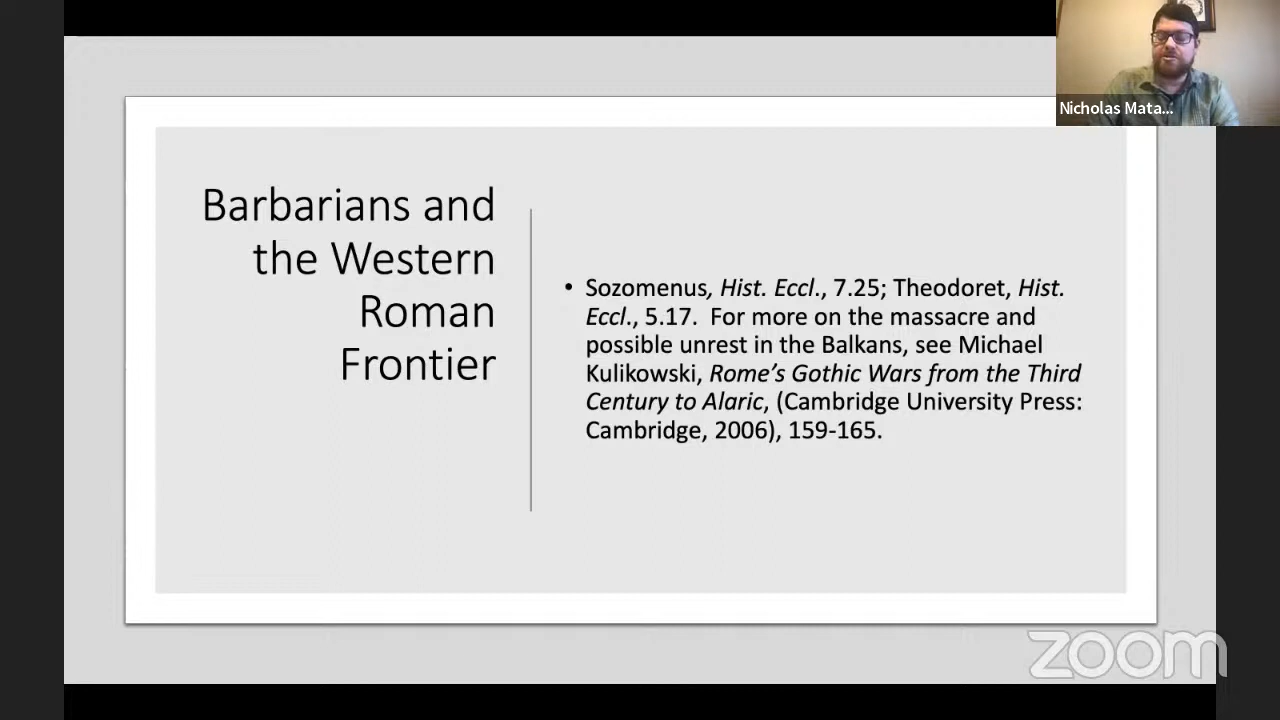 Nicholas Mata...
Barbarians and
the Western
Roman
Frontier
• Sozomenus, Hist. Eccl., 7.25; Theodoret, Hist.
Eccl., 5.17.  For more on the massacre and
possible unrest in the Balkans, see Michael
Kulikowski, Rome's Gothic Wars from the Third
Century to Alaric, (Cambridge University Press:
Cambridge, 2006), 159-165.
zoom